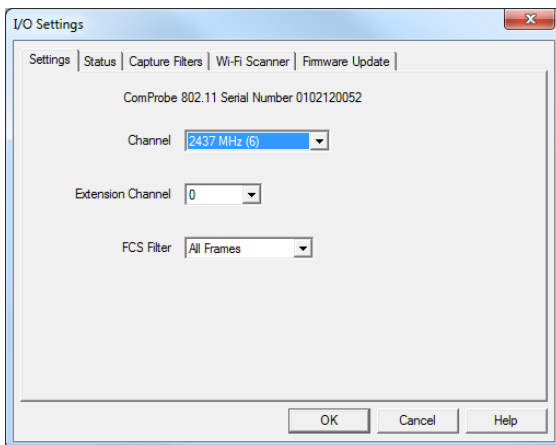 I/O Settings
Settings Status Capture Filters Wi-Fi Scanner Firmware Update
ComProbe 802.11 Serial Number 0102120052
Channel 2437 MHz (6)
Extension Channel 0
FCS Filter All Frames
OK Cancel Help